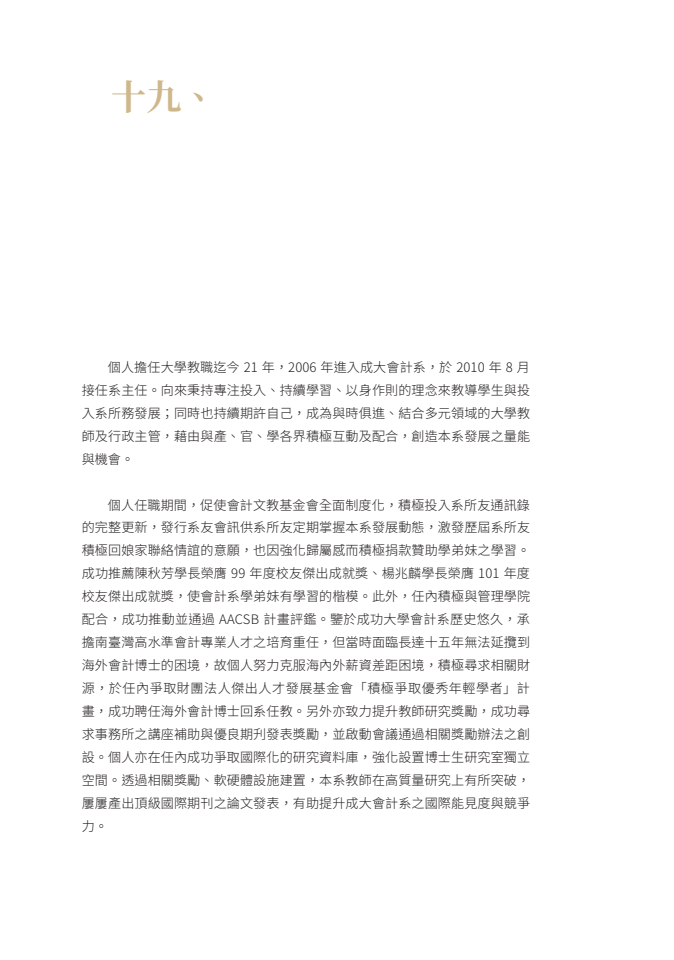 十九、
個人擔任大學教職迄今 21 年，2006 年進入成大會計系，於 2010 年 8 月
接任系主任。向來秉持專注投入、持續學習、以身作則的理念來教導學生與投
入系所務發展；同時也持續期許自己，成為與時俱進、結合多元領域的大學教
師及行政主管，藉由與產、官、學各界積極互動及配合，創造本系發展之量能
與機會。
個人任職期間，促使會計文教基金會全面制度化，積極投入系所友通訊錄
的完整更新，發行系友會訊供系所友定期掌握本系發展動態，激發歷屆系所友
積極回娘家聯絡情誼的意願，也因強化歸屬感而積極捐款贊助學弟妹之學習。
成功推薦陳秋芳學長榮膺 99 年度校友傑出成就獎、楊兆麟學長榮膺 101 年度
校友傑出成就獎，使會計系學弟妹有學習的楷模。此外，任內積極與管理學院
配合，成功推動並通過 AACSB 計畫評鑑。鑒於成功大學會計系歷史悠久，承
擔南臺灣高水準會計專業人才之培育重任，但當時面臨長達十五年無法延攬到
海外會計博士的困境，故個人努力克服海內外薪資差距困境，積極尋求相關財
源，於任內爭取財團法人傑出人才發展基金會「積極爭取優秀年輕學者」計
畫，成功聘任海外會計博士回系任教。另外亦致力提升教師研究獎勵，成功尋
求事務所之講座補助與優良期刊發表獎勵，並啟動會議通過相關獎勵辦法之創
設。個人亦在任內成功爭取國際化的研究資料庫，強化設置博士生研究室獨立
空間。透過相關獎勵、軟硬體設施建置，本系教師在高質量研究上有所突破，
屢屢產出頂級國際期刊之論文發表，有助提升成大會計系之國際能見度與競爭
力。